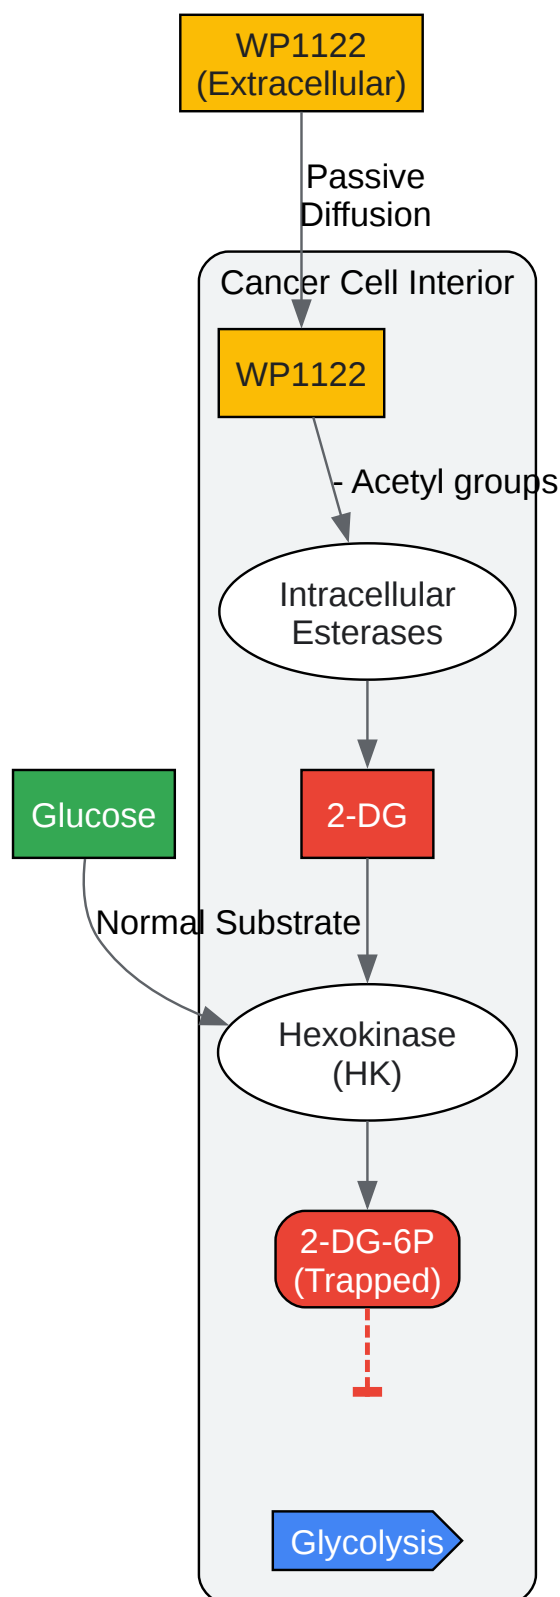 WP1122
(Extracellular)
Passive
Diffusion
Cancer Cell Interior
WP1122
- Acetyl groups
Intracellular
Esterases
Glucose
2-DG
Normal Substrate
Hexokinase
(HK)
2-DG-6P
(Trapped)
Glycolysis